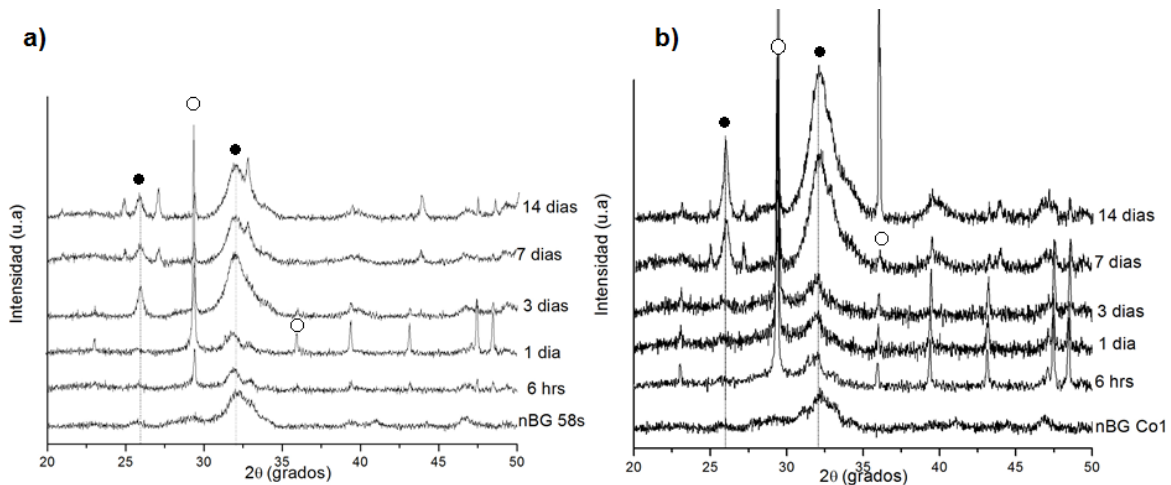 a)
Intensidad (u.a)
14 dias
7 dias
3 dias
1 dia
6 hrs
nBG 58s
20 25 30 35 40 45 50
2θ (grados)
b)
Intensidad (u.a)
14 dias
7 dias
3 dias
1 dia
6 hrs
nBG Co1
20 25 30 35 40 45 50
2θ (grados)